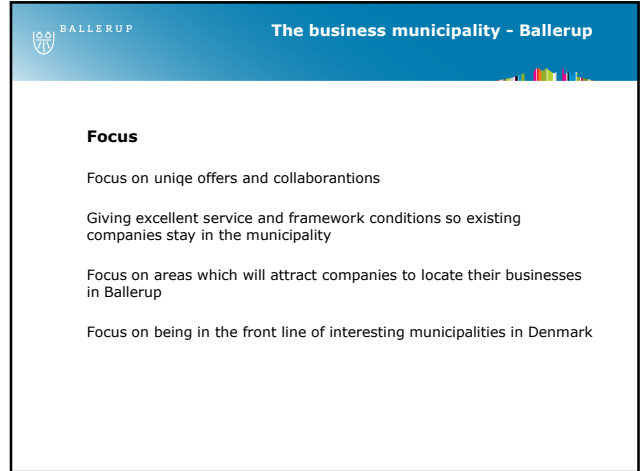 BALLERUP
The business municipality - Ballerup
Focus
Focus on uniqe offers and collaborantions
Giving excellent service and framework conditions so existing
companies stay in the municipality
Focus on areas which will attract companies to locate their businesses
in Ballerup
Focus on being in the front line of interesting municipalities in Denmark